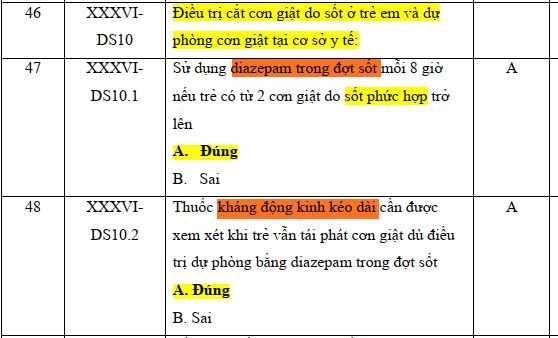 46 XXXVI- Điều trị cắt cơn giật do sốt ở trẻ em và dự
DS10 phòng cơn giật tại cơ sở y tế:
47 XXXVI- Sử dụng diazepam trong đợt sốt mỗi 8 giờ A
DS10.1 nếu trẻ có từ 2 cơn giật do sốt phức hợp trở
lên
A. Đúng
B. Sai
48 XXXVI- Thuốc kháng động kinh kéo dài cần được A
DS10.2 xem xét khi trẻ vẫn tái phát cơn giật dù điều
trị dự phòng bằng diazepam trong đợt sốt
A. Đúng
B. Sai